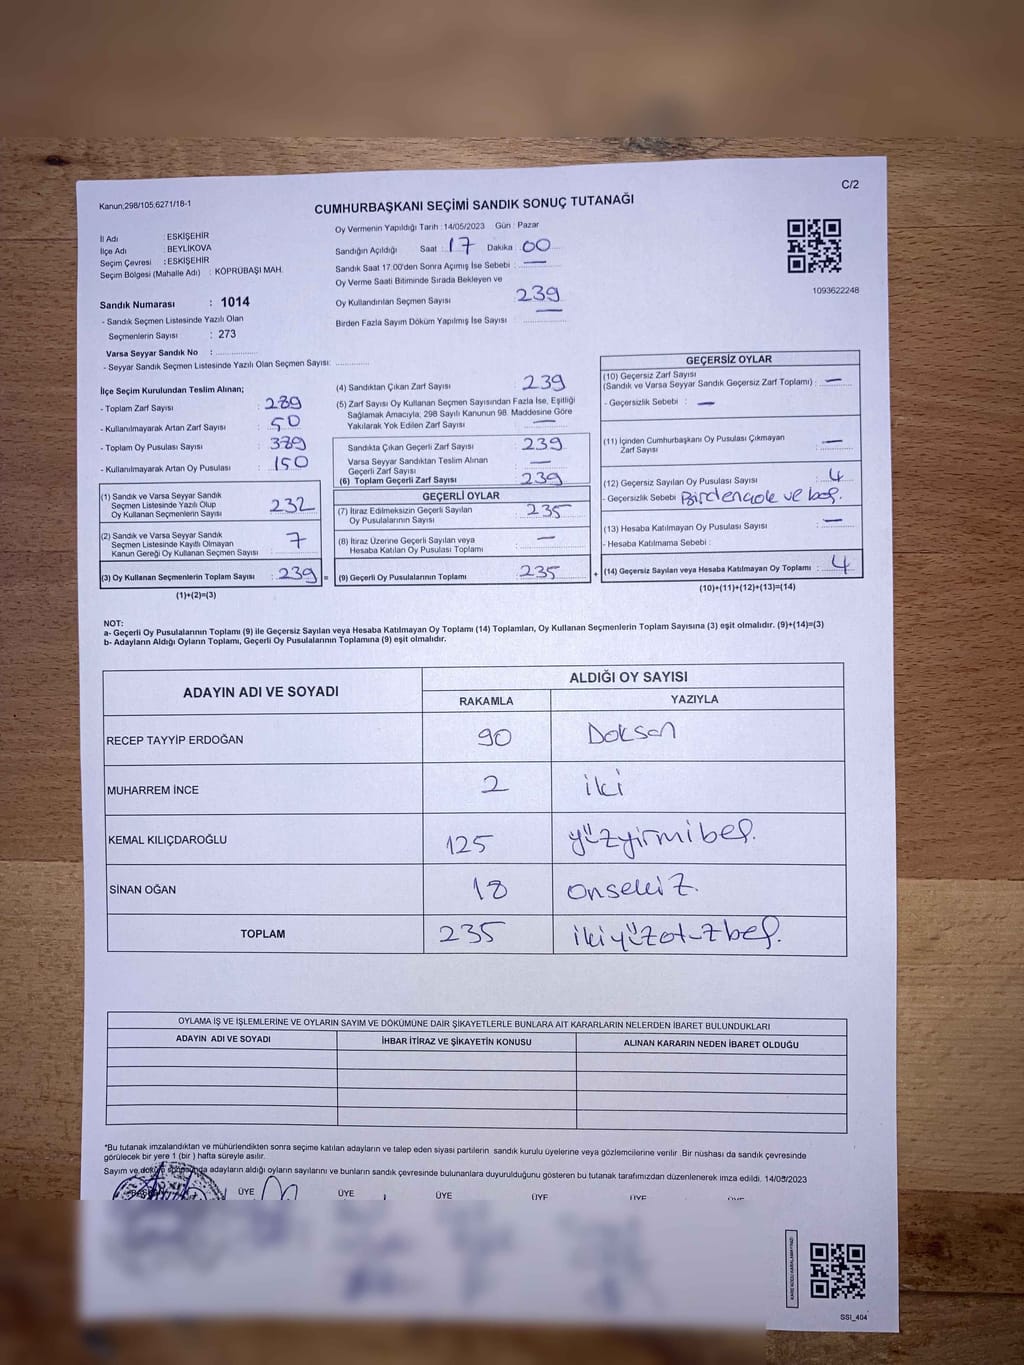 C/2
Kanun;298/105,6271/18-1
CUMHURBAŞKANI SEÇİMİ SANDIK SONUÇ TUTANAĞI
İl Adı : ESKİŞEHİR
İlçe Adı : BEYLİKOVA
Seçim Çevresi : ESKİŞEHİR
Seçim Bölgesi (Mahalle Adı) : KÖPRÜBAŞI MAH.
Sandık Numarası : 1014
- Sandık Seçmen Listesinde Yazılı Olan
Seçmenlerin Sayısı : 273
Varsa Seyyar Sandık No :
- Seyyar Sandık Seçmen Listesinde Yazılı Olan Seçmen Sayısı:
Oy Vermenin Yapıldığı Tarih : 14/05/2023 Gün : Pazar
Sandığın Açıldığı Saat : 17 Dakika : 00
Sandık Saat 17.00'den Sonra Açımış İse Sebebi : —
Oy Verme Saati Bitiminde Sırada Bekleyen ve
Oy Kullandırılan Seçmen Sayısı : 239
—
Birden Fazla Sayım Döküm Yapılmış İse Sayısı :
1093622248
İlçe Seçim Kurulundan Teslim Alınan;
- Toplam Zarf Sayısı : 289
- Kullanılmayarak Artan Zarf Sayısı : 50
- Toplam Oy Pusulası Sayısı : 389
- Kullanılmayarak Artan Oy Pusulası : 150
(1) Sandık ve Varsa Seyyar Sandık
Seçmen Listesinde Yazılı Olup
Oy Kullanan Seçmenlerin Sayısı : 232
(2) Sandık ve Varsa Seyyar Sandık
Seçmen Listesinde Kayıtlı Olmayan
Kanun Gereği Oy Kullanan Seçmen Sayısı : 7
(3) Oy Kullanan Seçmenlerin Toplam Sayısı : 239 =
(1)+(2)=(3)
(4) Sandıktan Çıkan Zarf Sayısı : 239
(5) Zarf Sayısı Oy Kullanan Seçmen Sayısından Fazla İse, Eşitliği
Sağlamak Amacıyla, 298 Sayılı Kanunun 98. Maddesine Göre
Yakılarak Yok Edilen Zarf Sayısı : —
Sandıkta Çıkan Geçerli Zarf Sayısı : 239
Varsa Seyyar Sandıktan Teslim Alınan
Geçerli Zarf Sayısı : —
(6) Toplam Geçerli Zarf Sayısı : 239
GEÇERLİ OYLAR
(7) İtiraz Edilmeksizin Geçerli Sayılan
Oy Pusulalarının Sayısı : 235
(8) İtiraz Üzerine Geçerli Sayılan veya
Hesaba Katılan Oy Pusulası Toplamı : —
(9) Geçerli Oy Pusulalarının Toplamı : 235 +
GEÇERSİZ OYLAR
(10) Geçersiz Zarf Sayısı
(Sandık ve Varsa Seyyar Sandık Geçersiz Zarf Toplamı) : —
- Geçersizlik Sebebi : —
(11) İçinden Cumhurbaşkanı Oy Pusulası Çıkmayan
Zarf Sayısı : —
(12) Geçersiz Sayılan Oy Pusulası Sayısı : 4
- Geçersizlik Sebebi : ve boş.
(13) Hesaba Katılmayan Oy Pusulası Sayısı : —
- Hesaba Katılmama Sebebi :
(14) Geçersiz Sayılan veya Hesaba Katılmayan Oy Toplamı : 4
(10)+(11)+(12)+(13)=(14)
NOT:
a- Geçerli Oy Pusulalarının Toplamı (9) ile Geçersiz Sayılan veya Hesaba Katılmayan Oy Toplamı (14) Toplamları, Oy Kullanan Seçmenlerin Toplam Sayısına (3) eşit olmalıdır. (9)+(14)=(3)
b- Adayların Aldığı Oyların Toplamı, Geçerli Oy Pusulalarının Toplamına (9) eşit olmalıdır.
ADAYIN ADI VE SOYADI ALDIĞI OY SAYISI
RAKAMLA YAZIYLA
RECEP TAYYİP ERDOĞAN 90 Doksan
MUHARREM İNCE 2 iki
KEMAL KILIÇDAROĞLU 125 yüzyirmibeş.
SİNAN OĞAN 18 onsekiz.
TOPLAM 235 ikiyüzotuzbeş.
OYLAMA İŞ VE İŞLEMLERİNE VE OYLARIN SAYIM VE DÖKÜMÜNE DAİR ŞİKAYETLERLE BUNLARA AİT KARARLARIN NELERDEN İBARET BULUNDUKLARI
ADAYIN ADI VE SOYADI İHBAR İTİRAZ VE ŞİKAYETİN KONUSU ALINAN KARARIN NEDEN İBARET OLDUĞU
*Bu tutanak imzalandıktan ve mühürlendikten sonra seçime katılan adayların ve talep eden siyasi partilerin sandık kurulu üyelerine veya gözlemcilerine verilir. Bir nüshası da sandık çevresinde
görülecek bir yere 1 (bir ) hafta süreyle asılır.
Sayım ve döküm sonucunda adayların aldığı oyların sayılarını ve bunların sandık çevresinde bulunanlara duyurulduğunu gösteren bu tutanak tarafımızdan düzenlenerek imza edildi. 14/05/2023
BAŞKAN ÜYE ÜYE ÜYE ÜYE ÜYE
SSI_404